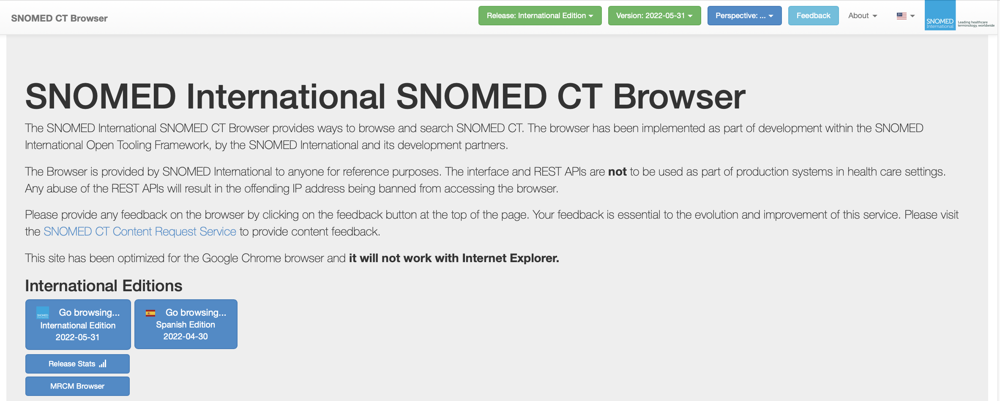 SNOMED CT Browser
Release: International Edition
Version: 2022-05-31
Perspective: ...
Feedback
About
SNOMED
International
Leading healthcare
terminology, worldwide
SNOMED International SNOMED CT Browser
The SNOMED International SNOMED CT Browser provides ways to browse and search SNOMED CT. The browser has been implemented as part of development within the SNOMED
International Open Tooling Framework, by the SNOMED International and its development partners.
The Browser is provided by SNOMED International to anyone for reference purposes. The interface and REST APIs are not to be used as part of production systems in health care settings.
Any abuse of the REST APIs will result in the offending IP address being banned from accessing the browser.
Please provide any feedback on the browser by clicking on the feedback button at the top of the page. Your feedback is essential to the evolution and improvement of this service. Please visit
the SNOMED CT Content Request Service to provide content feedback.
This site has been optimized for the Google Chrome browser and it will not work with Internet Explorer.
International Editions
SNOMED
International
Go browsing...
International Edition
2022-05-31
Go browsing...
Spanish Edition
2022-04-30
Release Stats
MRCM Browser